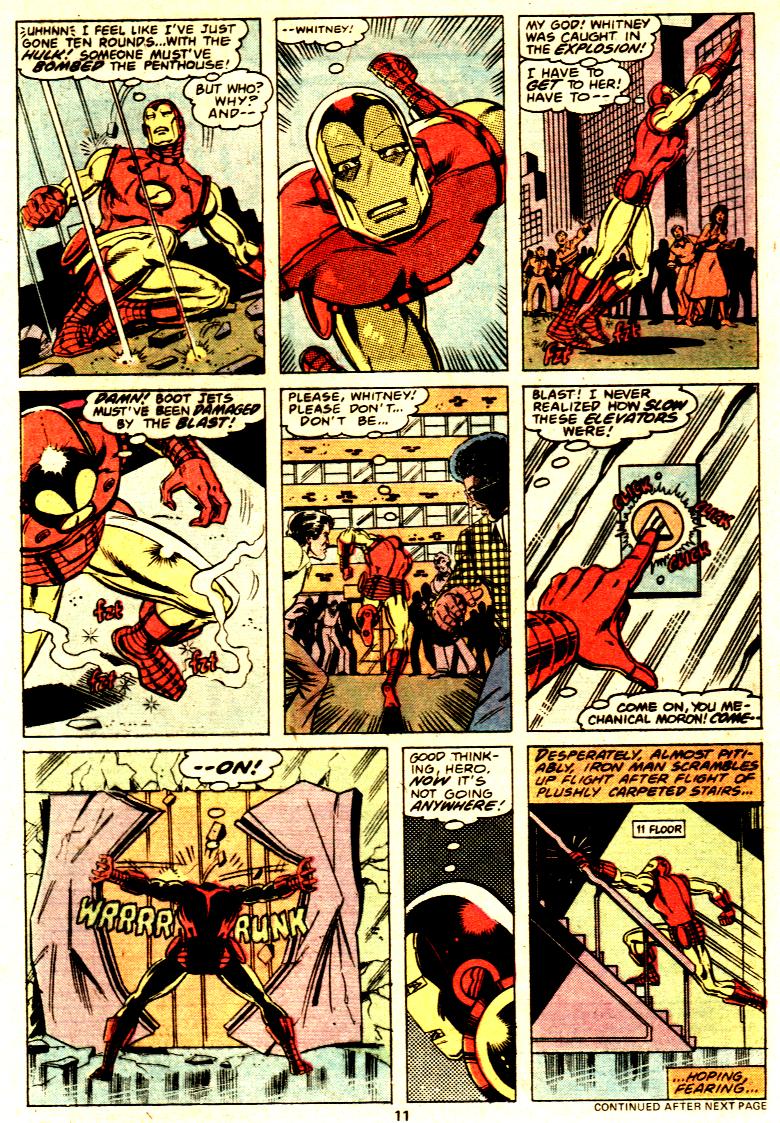 :UHHNN: I FEEL LIKE I'VE JUST
GONE TEN ROUNDS...WITH THE
HULK! SOMEONE MUST'VE
BOMBED THE PENTHOUSE!
BUT WHO?
WHY?
AND--
--WHITNEY!
MY GOD! WHITNEY
WAS CAUGHT IN
THE EXPLOSION!
I HAVE TO
GET TO HER!
HAVE TO--
fzt
fzt
DAMN! BOOT JETS
MUST'VE BEEN DAMAGED
BY THE BLAST!
fzt
fzt
fzt
PLEASE, WHITNEY!
PLEASE DON'T...
DON'T BE...
BLAST! I NEVER
REALIZED HOW SLOW
THESE ELEVATORS
WERE!
CLICK
CLICK
CLICK
COME ON, YOU ME-
CHANICAL MORON! COME--
--ON!
WRRRR RUNK
GOOD THINK-
ING, HERO.
NOW IT'S
NOT GOING
ANYWHERE!
DESPERATELY, ALMOST PITI-
ABLY, IRON MAN SCRAMBLES
UP FLIGHT AFTER FLIGHT OF
PLUSHLY CARPETED STAIRS...
11 FLOOR
...HOPING,
FEARING...
CONTINUED AFTER NEXT PAGE
11